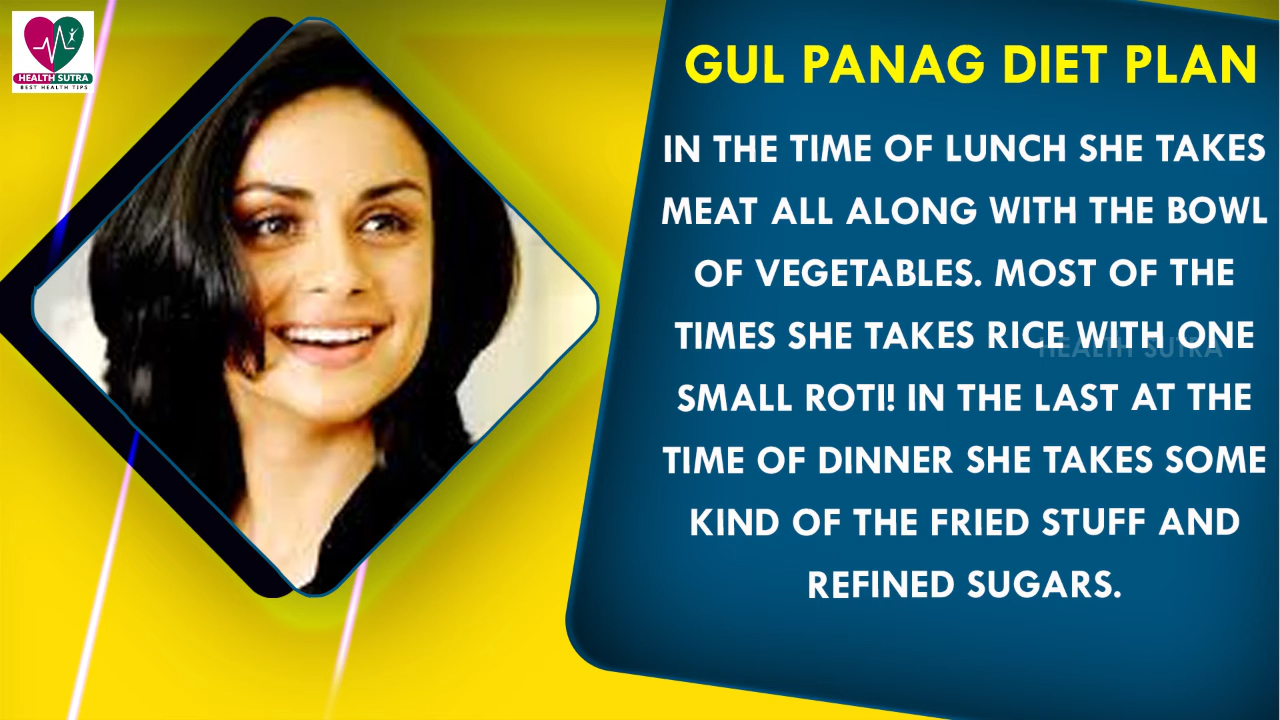 HEALTH SUTRA
BEST HEALTH TIPS
GUL PANAG DIET PLAN
IN THE TIME OF LUNCH SHE TAKES
MEAT ALL ALONG WITH THE BOWL
OF VEGETABLES. MOST OF THE
TIMES SHE TAKES RICE WITH ONE
HEALTH SUTRA
SMALL ROTI! IN THE LAST AT THE
TIME OF DINNER SHE TAKES SOME
KIND OF THE FRIED STUFF AND
REFINED SUGARS.